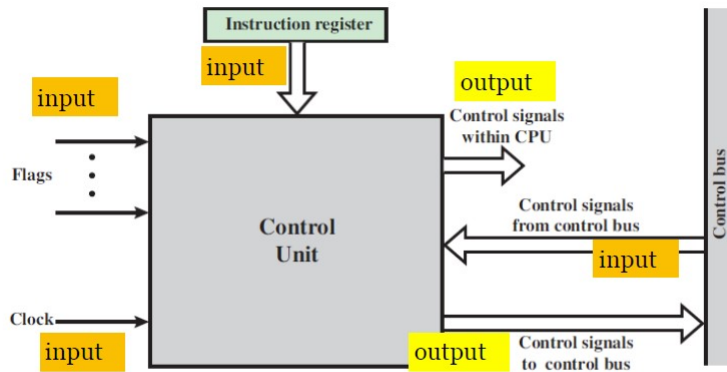 Instruction register
input
input
output
Control signals
within CPU
Flags
Control signals
from control bus
Control bus
Control
Unit
input
Clock
input
output
Control signals
to control bus